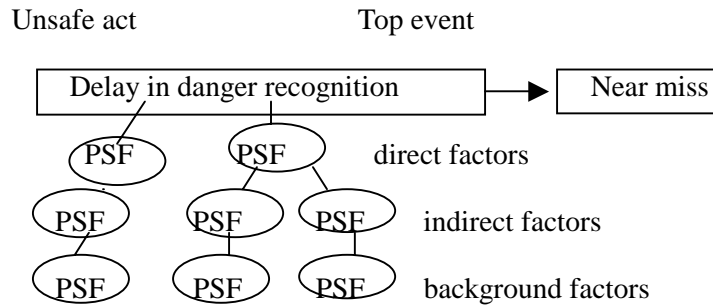 Unsafe act Top event
Delay in danger recognition Near miss
PSF PSF direct factors
PSF PSF PSF indirect factors
PSF PSF PSF background factors